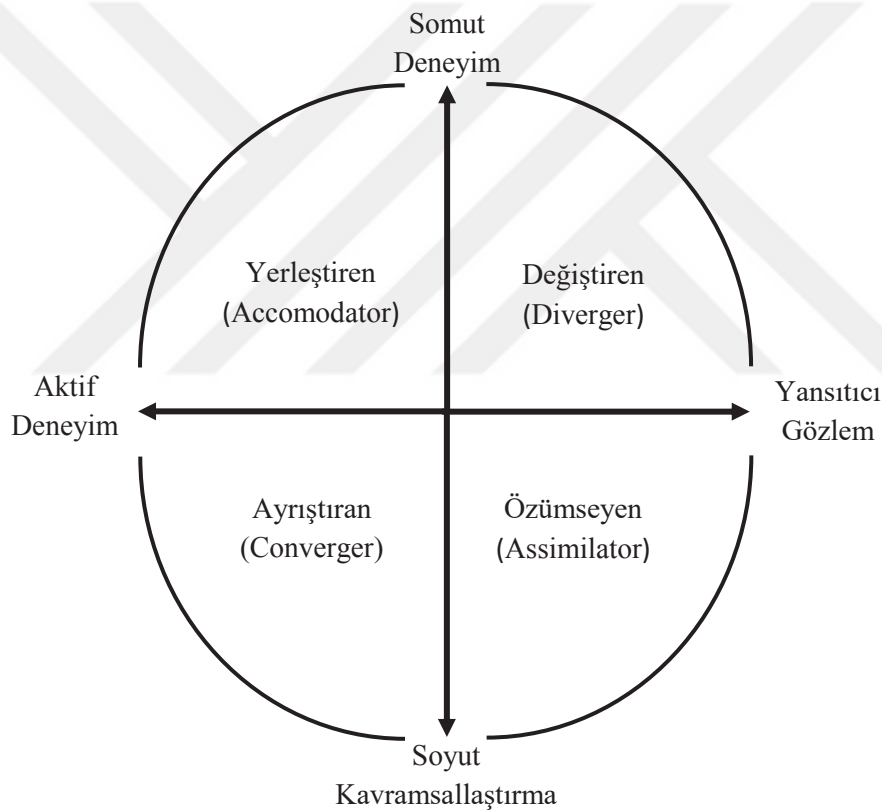 Somut
Deneyim
Yerleştiren
(Accomodator)
Değiştiren
(Diverger)
Aktif
Deneyim
Yansıtıcı
Gözlem
Ayrıştıran
(Converger)
Özümseyen
(Assimilator)
Soyut
Kavramsallaştırma